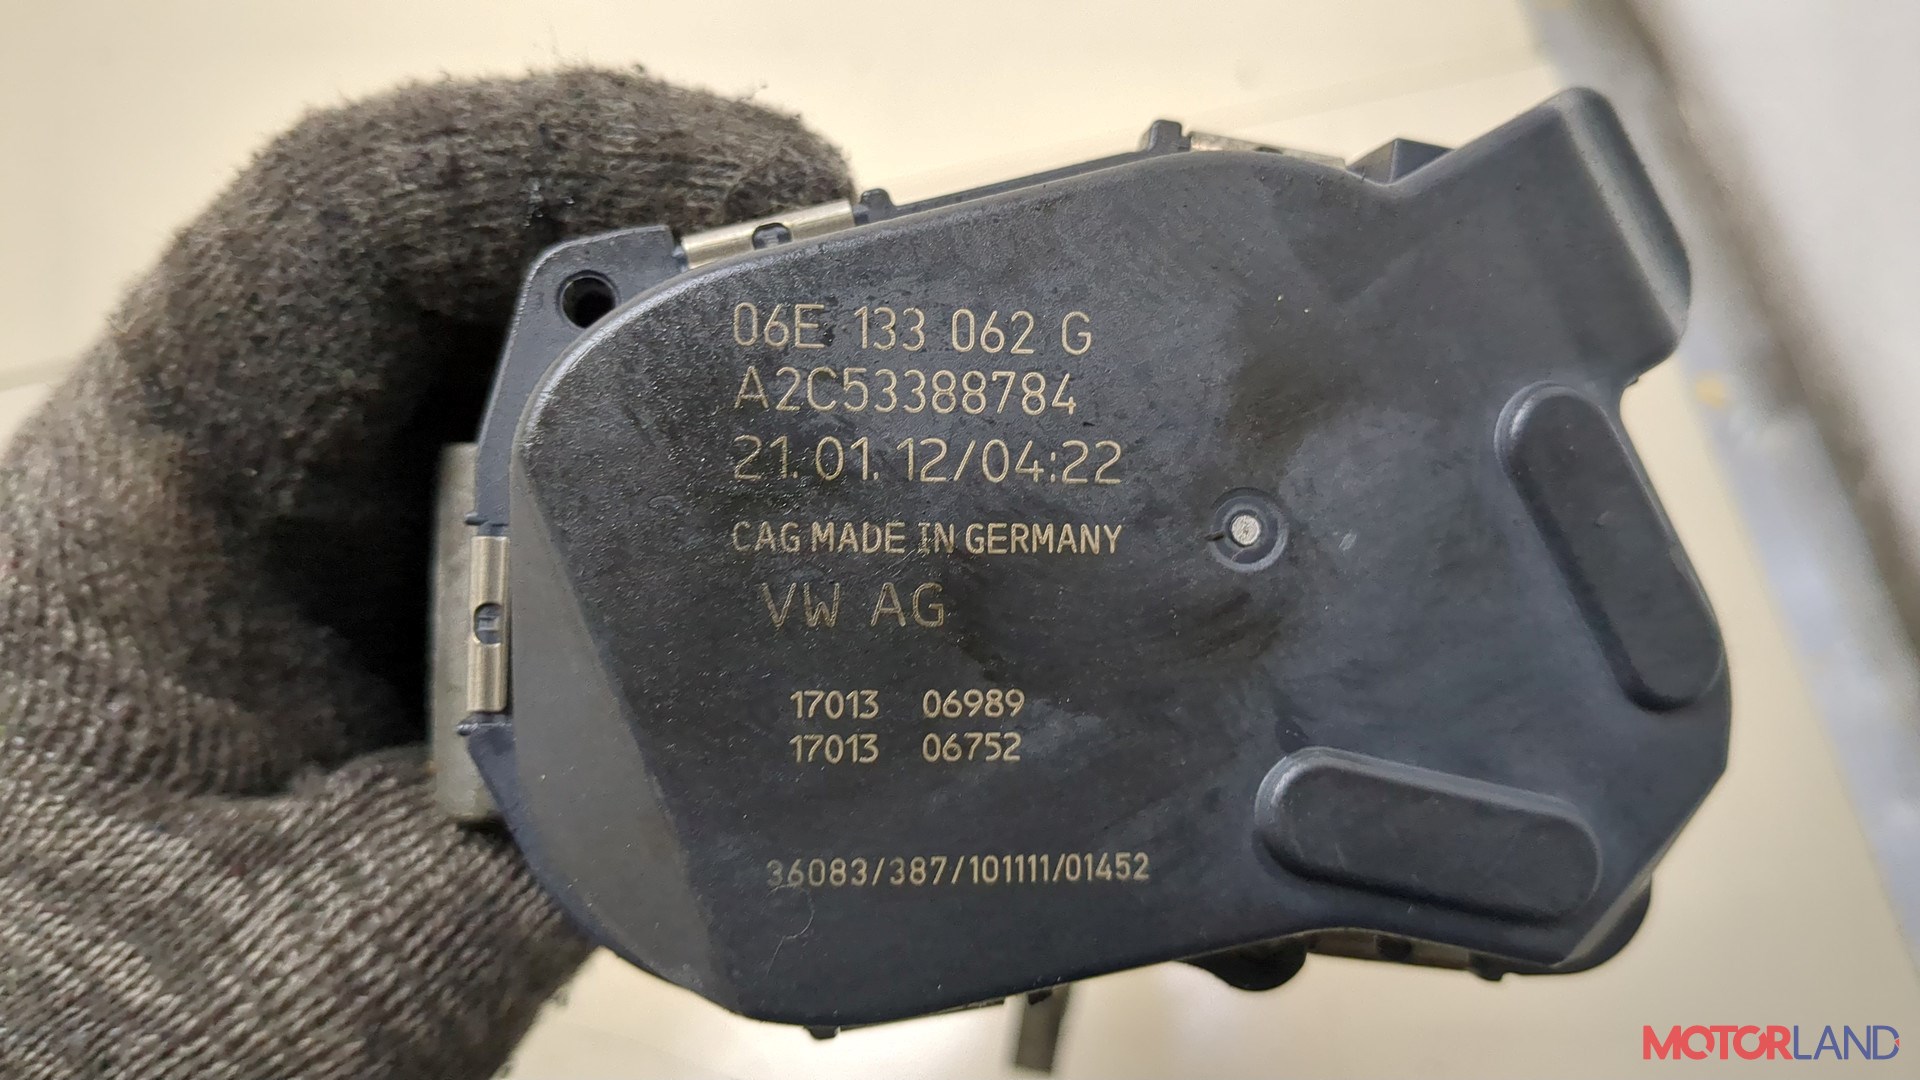 06E 133 062 G
A2C53388784
21.01.12/04:22
CAG MADE IN GERMANY
VW AG
17013 06989
17013 06752
36083/387/101111/01452
MOTORLAND